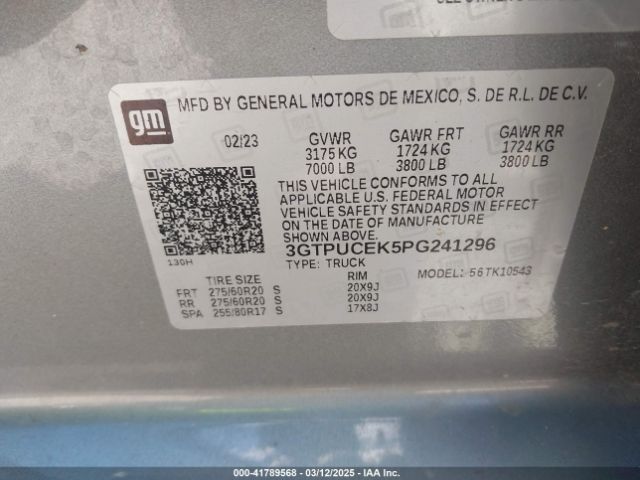 gm
MFD BY GENERAL MOTORS DE MEXICO, S. DE R.L. DE C.V.
02/23 GVWR GAWR FRT GAWR RR
3175 KG 1724 KG 1724 KG
7000 LB 3800 LB 3800 LB
THIS VEHICLE CONFORMS TO ALL
APPLICABLE U.S. FEDERAL MOTOR
VEHICLE SAFETY STANDARDS IN EFFECT
ON THE DATE OF MANUFACTURE
SHOWN ABOVE.
3GTPUCEK5PG241296
130H TYPE: TRUCK MODEL: 56TK10543
TIRE SIZE RIM
FRT 275/60R20 S 20X9J
RR 275/60R20 S 20X9J
SPA 255/80R17 S 17X8J
000-41789568 - 03/12/2025 - IAA Inc.